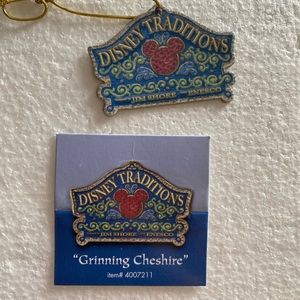 DISNEY TRADITIONS
JIM SHORE ENESCO
DISNEY TRADITIONS
JIM SHORE ENESCO
"Grinning Cheshire"
item# 4007211